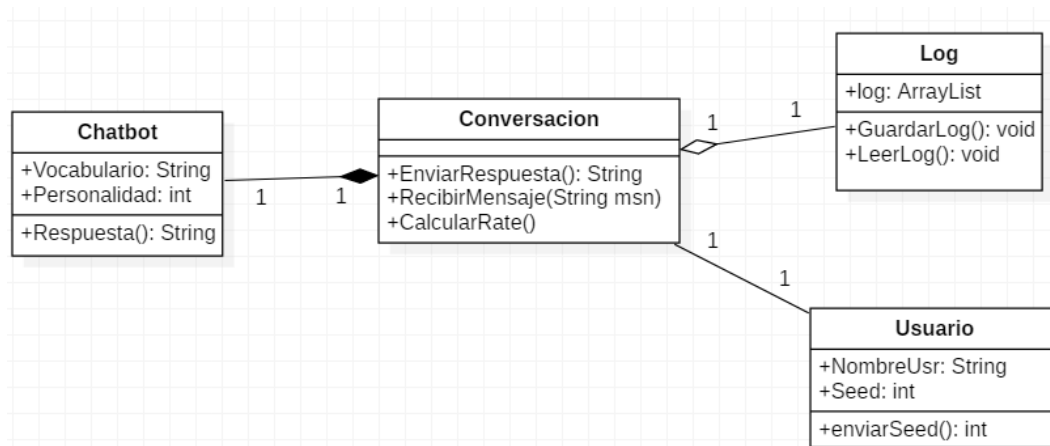 Chatbot
+Vocabulario: String
+Personalidad: int
+Respuesta(): String
1
1
Conversacion
+EnviarRespuesta(): String
+RecibirMensaje(String msn)
+CalcularRate()
1
1
Log
+log: ArrayList
+GuardarLog(): void
+LeerLog(): void
1
1
Usuario
+NombreUsr: String
+Seed: int
+enviarSeed(): int